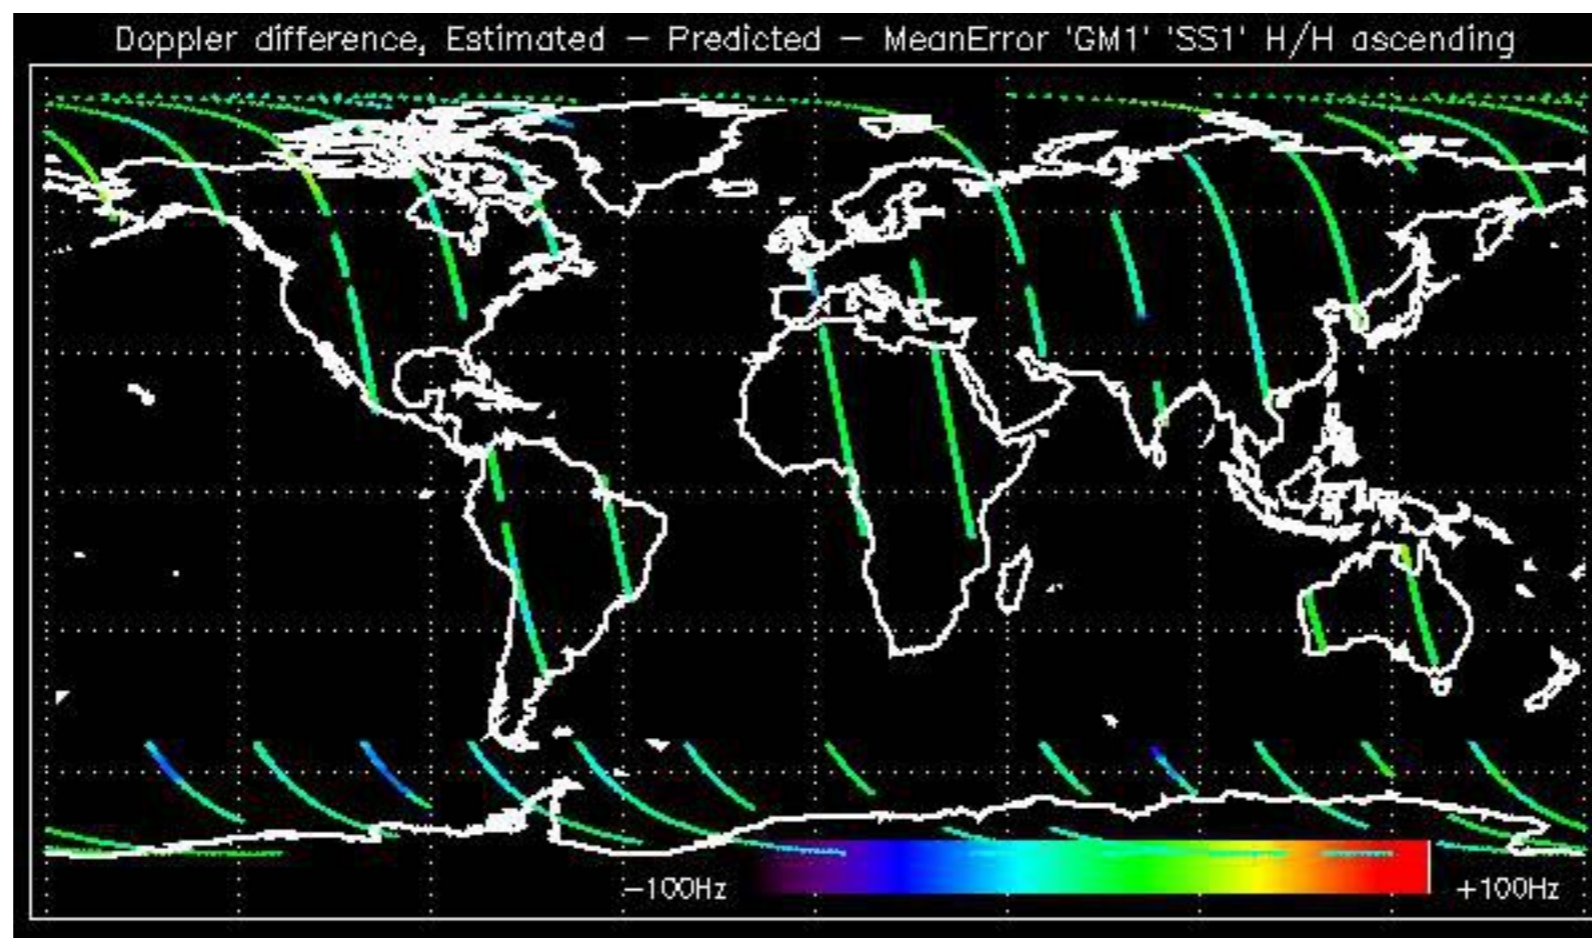 Doppler difference, Estimated – Predicted – MeanError 'GM1' 'SS1' H/H ascending
–100Hz +100Hz